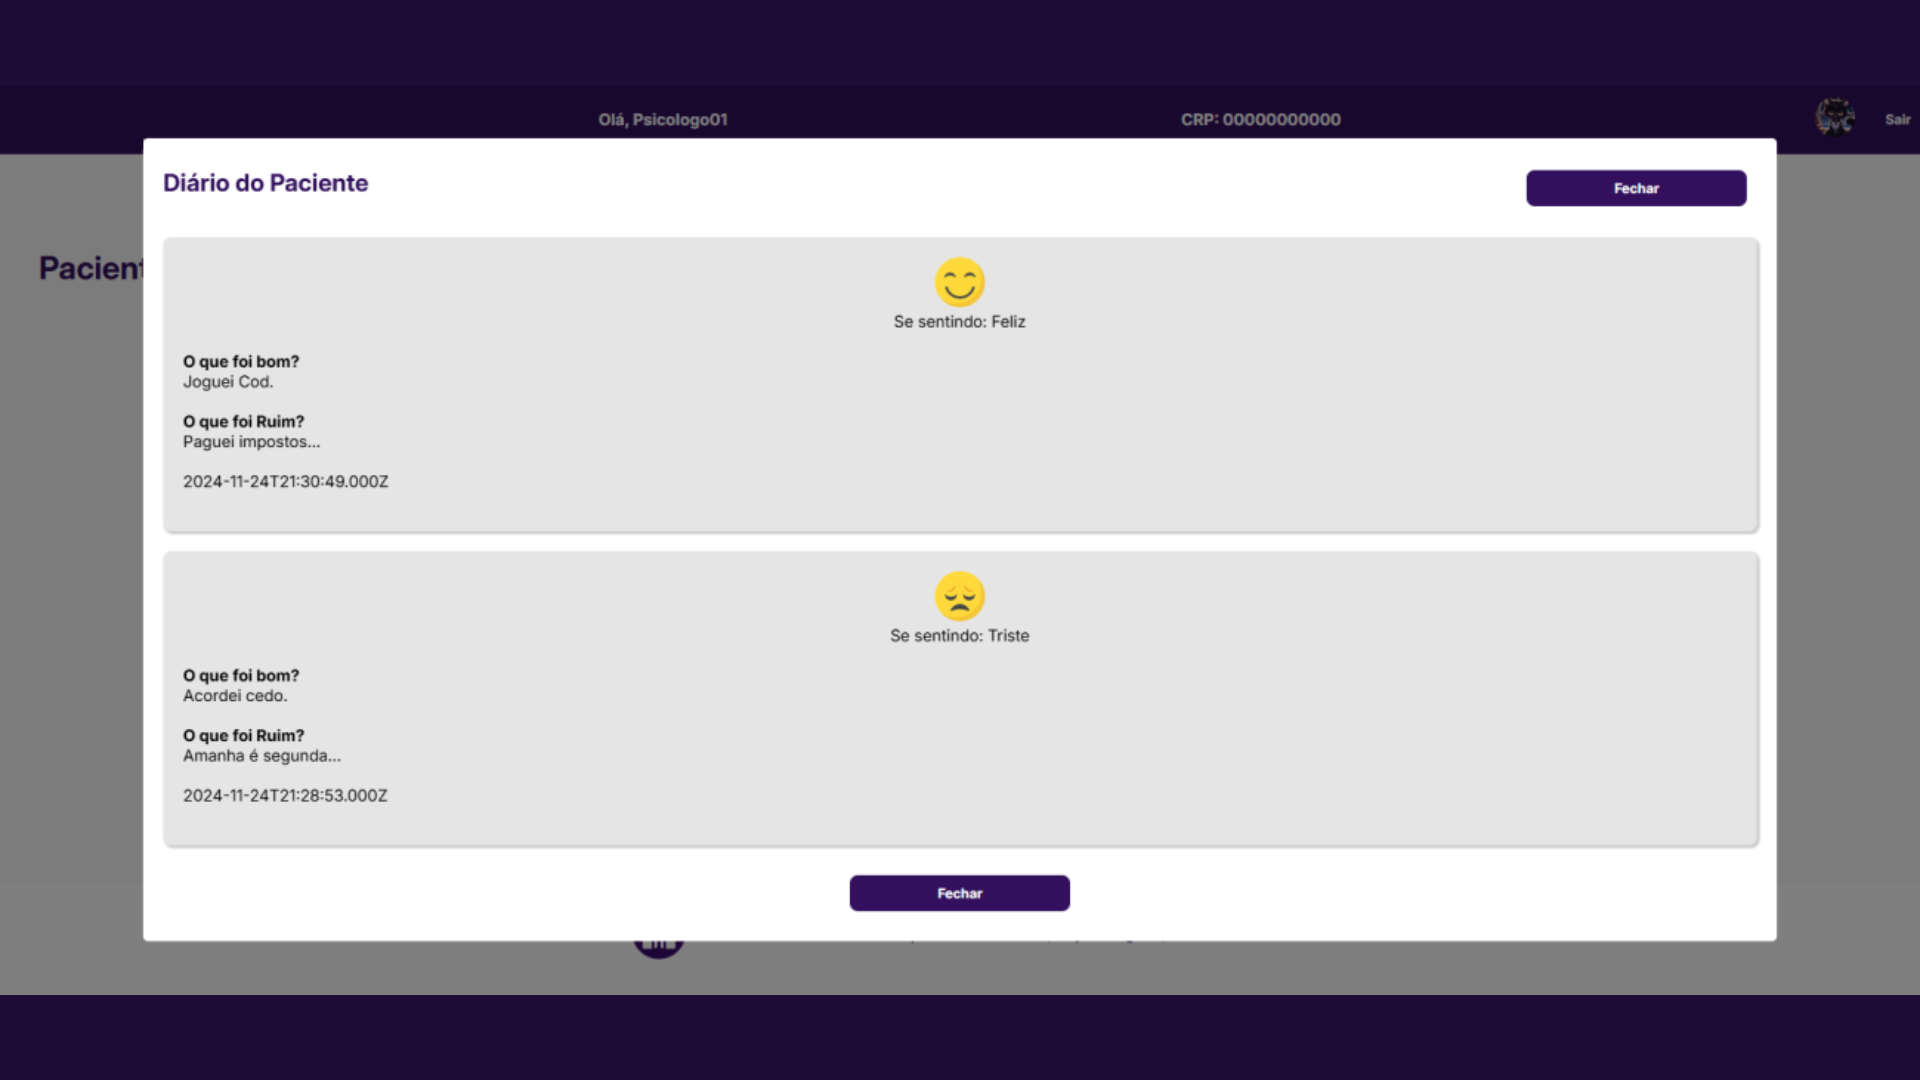 Olá, Psicologo01
CRP: 00000000000
Sair
Diário do Paciente
Fechar
Se sentindo: Feliz
O que foi bom?
Joguei Cod.
O que foi Ruim?
Paguei impostos...
2024-11-24T21:30:49.000Z
Se sentindo: Triste
O que foi bom?
Acordei cedo.
O que foi Ruim?
Amanha é segunda...
2024-11-24T21:28:53.000Z
Fechar